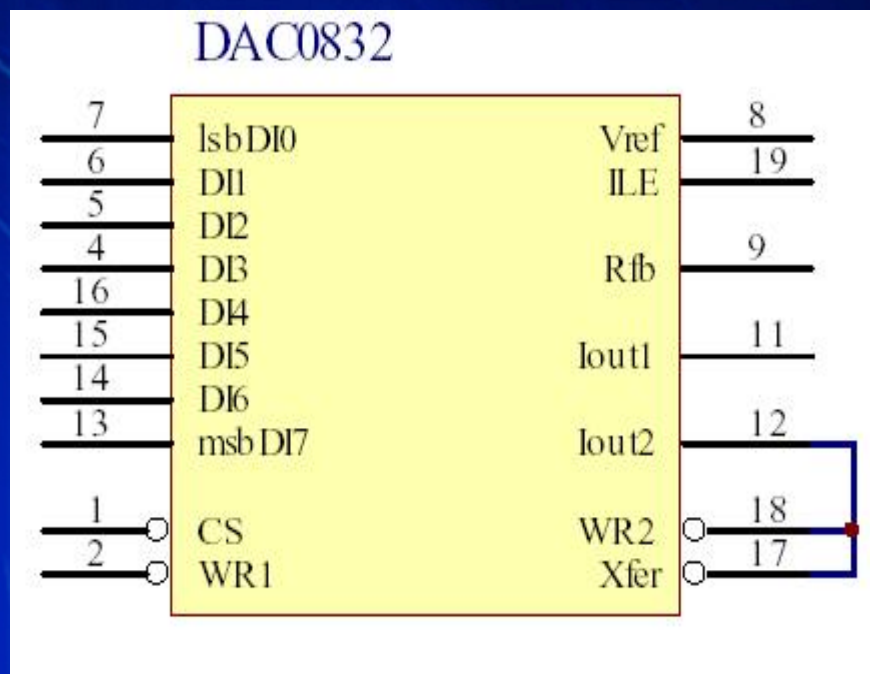 DAC0832
7 lsbDI0
6 DI1
5 DI2
4 DI3
16 DI4
15 DI5
14 DI6
13 msbDI7
1 CS
2 WR1
Vref 8
ILE 19
Rfb 9
Iout1 11
Iout2 12
WR2 18
Xfer 17